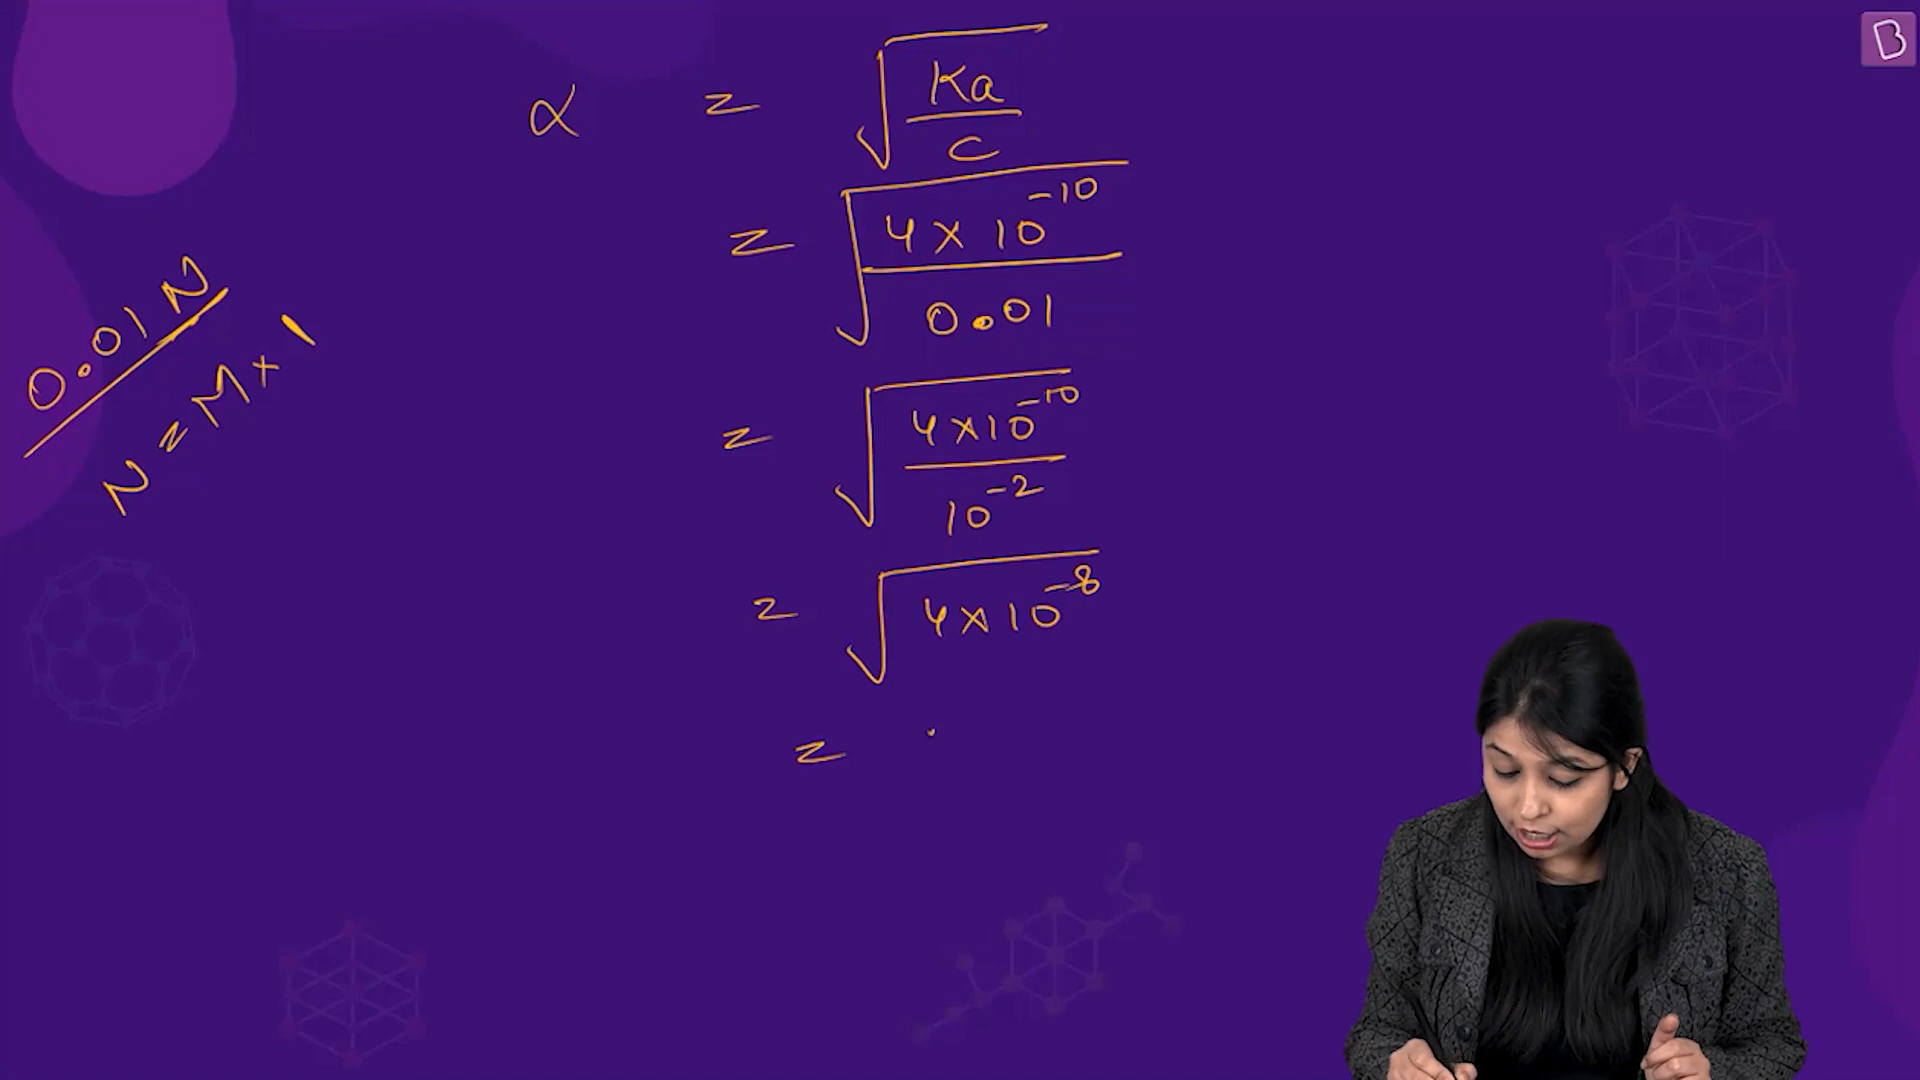 α = √Ka/C
= √4×10⁻¹⁰/0.01
= √4×10⁻¹⁰/10⁻²
= √4×10⁻⁸
=
0.01 N
N = M × 1
B